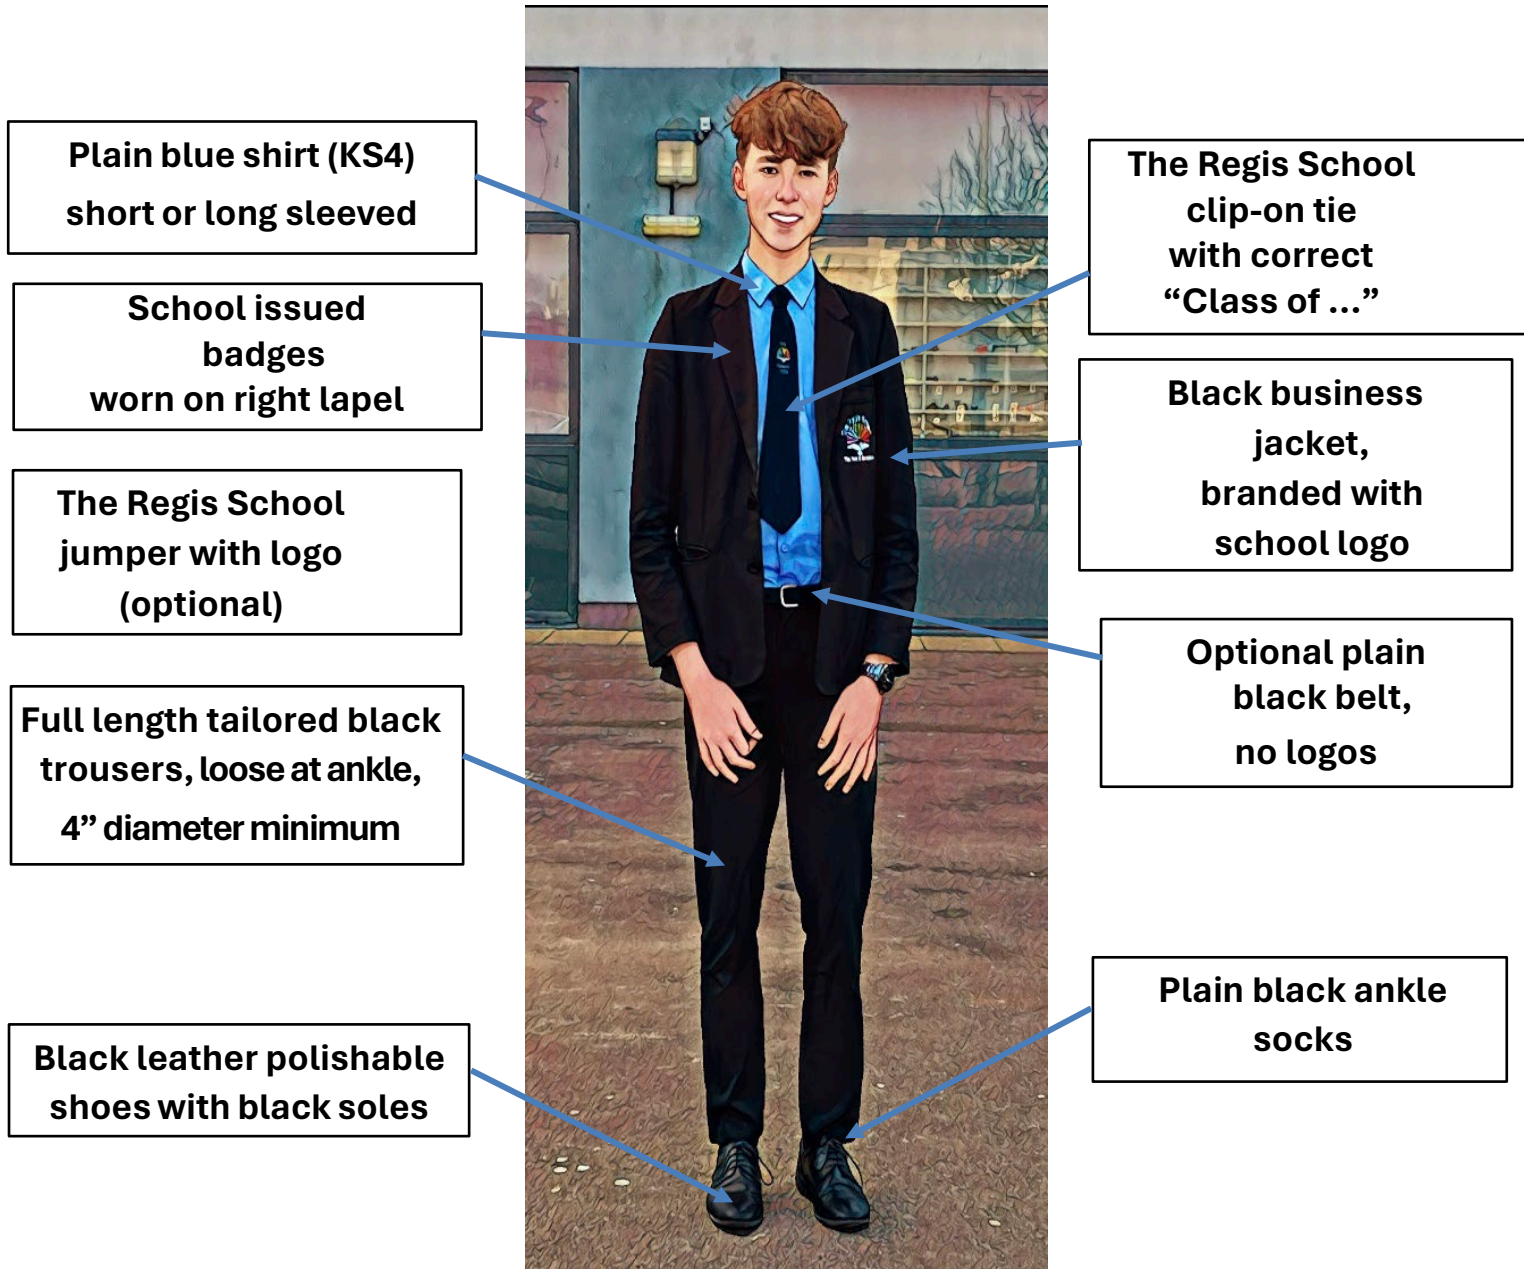 Plain blue shirt (KS4)
short or long sleeved
School issued
badges
worn on right lapel
The Regis School
jumper with logo
(optional)
Full length tailored black
trousers, loose at ankle,
4” diameter minimum
Black leather polishable
shoes with black soles
The Regis School
clip-on tie
with correct
“Class of ...”
Black business
jacket,
branded with
school logo
Optional plain
black belt,
no logos
Plain black ankle
socks